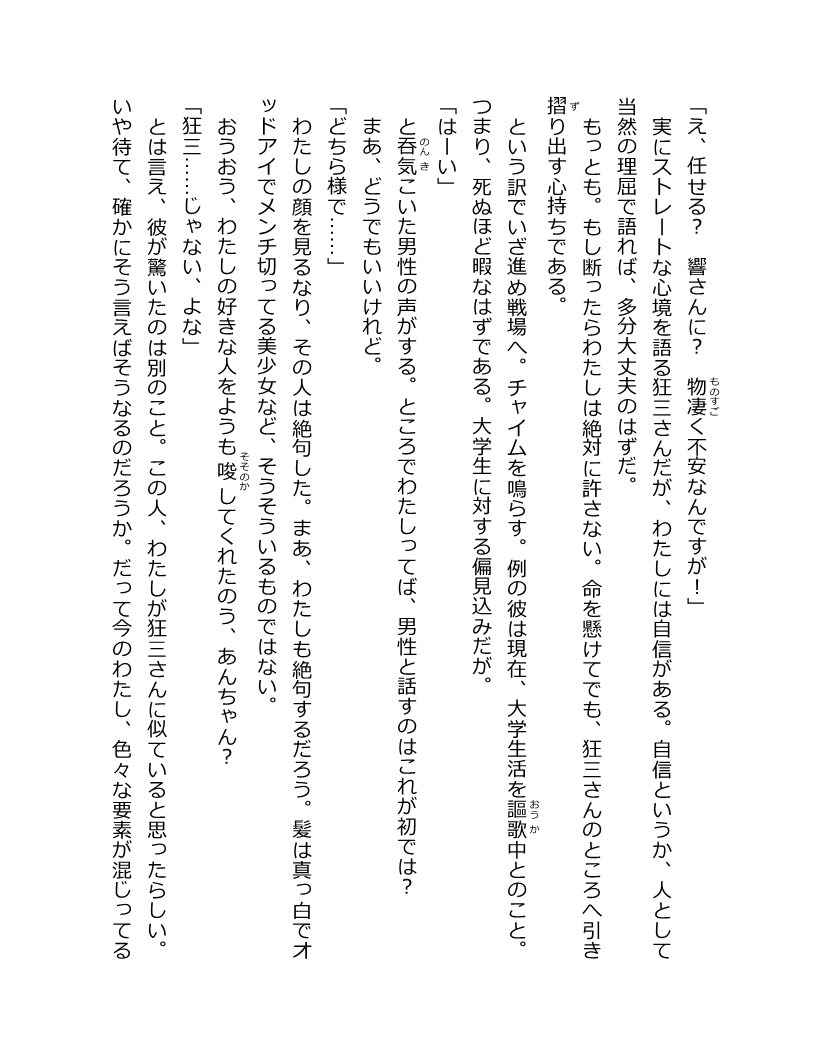 「え、任せる?　響さんに?　物凄く不安なんですが!」
　実にストレートな心境を語る狂三さんだが、わたしには自信がある。自信というか、人として
当然の理屈で語れば、多分大丈夫のはずだ。
　もっとも。もし断ったらわたしは絶対に許さない。命を懸けてでも、狂三さんのところへ引き
摺り出す心持ちである。
　という訳でいざ進め戦場へ。チャイムを鳴らす。例の彼は現在、大学生活を謳歌中とのこと。
つまり、死ぬほど暇なはずである。大学生に対する偏見込みだが。
「はーい」
　と呑気こいた男性の声がする。ところでわたしってば、男性と話すのはこれが初では?
　まあ、どうでもいいけれど。
「どちら様で……」
　わたしの顔を見るなり、その人は絶句した。まあ、わたしも絶句するだろう。髪は真っ白でオ
ッドアイでメンチ切ってる美少女など、そうそういるものではない。
　おうおう、わたしの好きな人をようも唆してくれたのう、あんちゃん?
「狂三……じゃない、よな」
　とは言え、彼が驚いたのは別のこと。この人、わたしが狂三さんに似ていると思ったらしい。
いや待て、確かにそう言えばそうなるのだろうか。だって今のわたし、色々な要素が混じってる